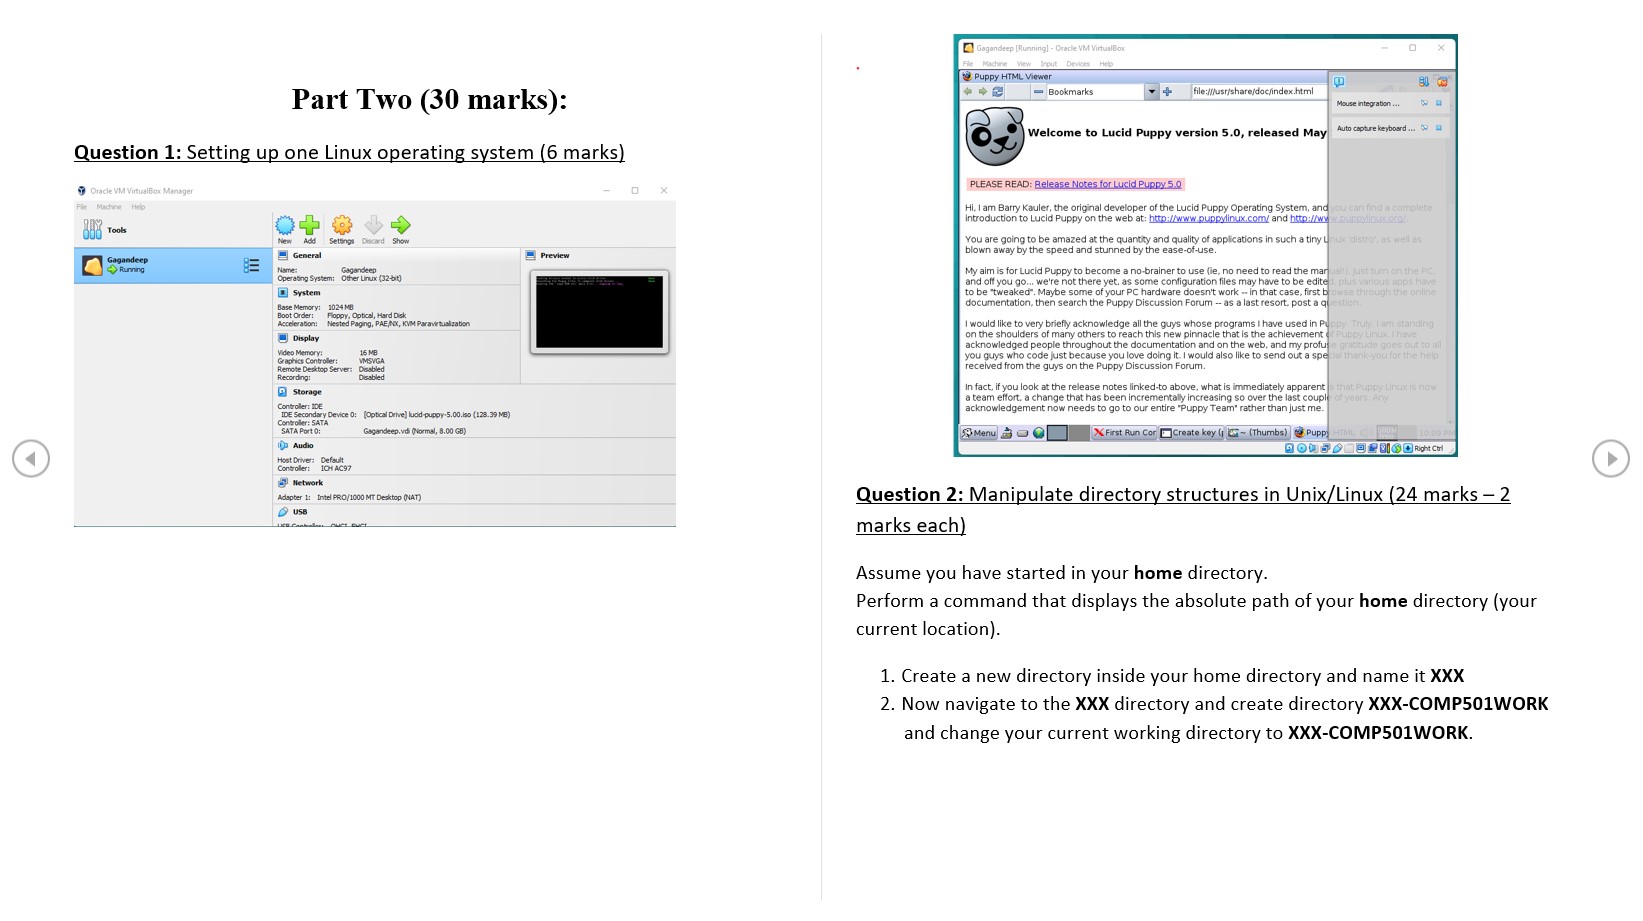 Part Two (30 marks):
Question 1: Setting up one Linux operating system (6 marks)
Oracle VM VirtualBox Manager
File Machine Help
Tools
New Add Settings Discard Show
Gagandeep
Running
General
Name: Gagandeep
Operating System: Other Linux (32-bit)
System
Base Memory: 1024 MB
Boot Order: Floppy, Optical, Hard Disk
Acceleration: Nested Paging, PAE/NX, KVM Paravirtualization
Display
Video Memory: 16 MB
Graphics Controller: VMSVGA
Remote Desktop Server: Disabled
Recording: Disabled
Storage
Controller: IDE
IDE Secondary Device 0: [Optical Drive] lucid-puppy-5.00.iso (128.39 MB)
Controller: SATA
SATA Port 0: Gagandeep.vdi (Normal, 8.00 GB)
Audio
Host Driver: Default
Controller: ICH AC97
Network
Adapter 1: Intel PRO/1000 MT Desktop (NAT)
USB
USB Controller: OHCI, EHCI
Preview
Gagandeep [Running] - Oracle VM VirtualBox
File Machine View Input Devices Help
Puppy HTML Viewer
Bookmarks file:///usr/share/doc/index.html
Mouse integration ...
Auto capture keyboard ...
Welcome to Lucid Puppy version 5.0, released May
PLEASE READ: Release Notes for Lucid Puppy 5.0
Hi, I am Barry Kauler, the original developer of the Lucid Puppy Operating System, and you can find a complete
introduction to Lucid Puppy on the web at: http://www.puppylinux.com/ and http://www.puppylinux.org/.
You are going to be amazed at the quantity and quality of applications in such a tiny Linux 'distro', as well as
blown away by the speed and stunned by the ease-of-use.
My aim is for Lucid Puppy to become a no-brainer to use (ie, no need to read the manual!), just turn on the PC,
and off you go... we're not there yet, as some configuration files may have to be edited, plus various apps have
to be "tweaked". Maybe some of your PC hardware doesn't work -- in that case, first browse through the online
documentation, then search the Puppy Discussion Forum -- as a last resort, post a question.
I would like to very briefly acknowledge all the guys whose programs I have used in Puppy. Truly, I am standing
on the shoulders of many others to reach this new pinnacle that is the achievement of Puppy Linux. I have
acknowledged people throughout the documentation and on the web, and my profuse gratitude goes out to all
you guys who code just because you love doing it. I would also like to send out a special thank-you for the help
received from the guys on the Puppy Discussion Forum.
In fact, if you look at the release notes linked-to above, what is immediately apparent is that Puppy Linux is now
a team effort, a change that has been incrementally increasing so over the last couple of years. Any
acknowledgement now needs to go to our entire "Puppy Team" rather than just me.
Menu First Run Cor Create key (p ~ (Thumbs) Puppy HTML
Right Ctrl
Question 2: Manipulate directory structures in Unix/Linux (24 marks – 2
marks each)
Assume you have started in your home directory.
Perform a command that displays the absolute path of your home directory (your
current location).
1. Create a new directory inside your home directory and name it XXX
2. Now navigate to the XXX directory and create directory XXX-COMP501WORK
and change your current working directory to XXX-COMP501WORK.